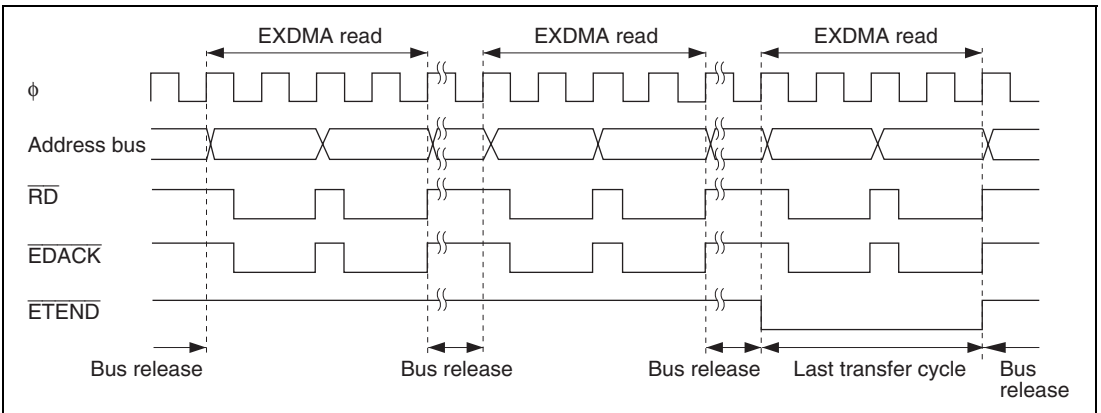 EXDMA read EXDMA read EXDMA read
ϕ
Address bus
RD
EDACK
ETEND
Bus release Bus release Bus release Last transfer cycle Bus
release